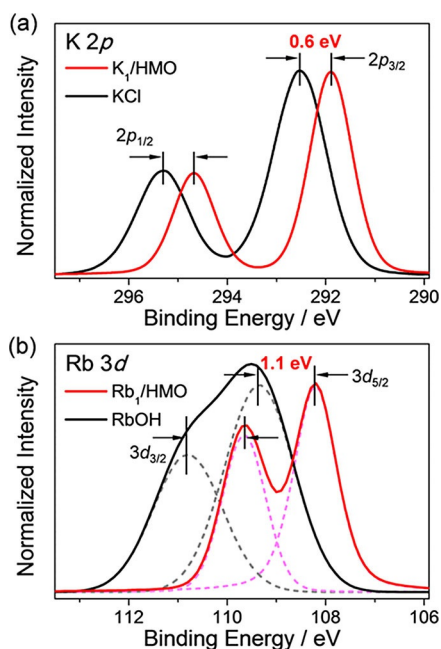 (a)
K 2p
K₁/HMO
KCl
0.6 eV
2p₃/₂
2p₁/₂
Normalized Intensity
296 294 292 290
Binding Energy / eV
(b)
Rb 3d
Rb₁/HMO
RbOH
1.1 eV
3d₅/₂
3d₃/₂
Normalized Intensity
112 110 108 106
Binding Energy / eV